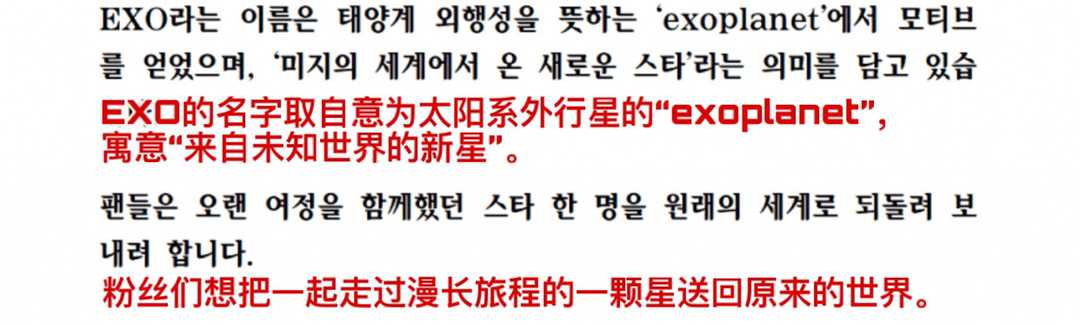 EXO라는 이름은 태양계 외행성을 뜻하는 ‘exoplanet’에서 모티브
를 얻었으며, ‘미지의 세계에서 온 새로운 스타’라는 의미를 담고 있습
EXO的名字取自意为太阳系外行星的“exoplanet”，
寓意“来自未知世界的新星”。
팬들은 오랜 여정을 함께했던 스타 한 명을 원래의 세계로 되돌려 보
내려 합니다.
粉丝们想把一起走过漫长旅程的一颗星送回原来的世界。